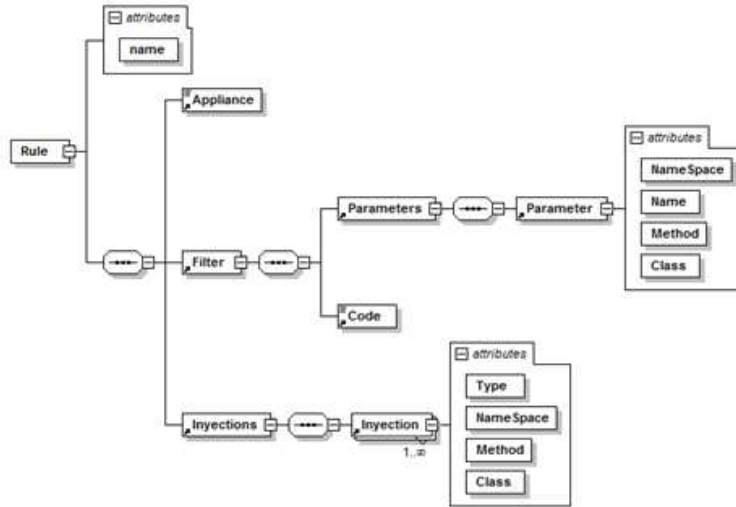 attributes
name
Appliance
Rule
attributes
NameSpace
Name
Method
Class
Parameters
Parameter
Filter
Code
attributes
Type
NameSpace
Method
Class
Inyections
Inyection
1..∞